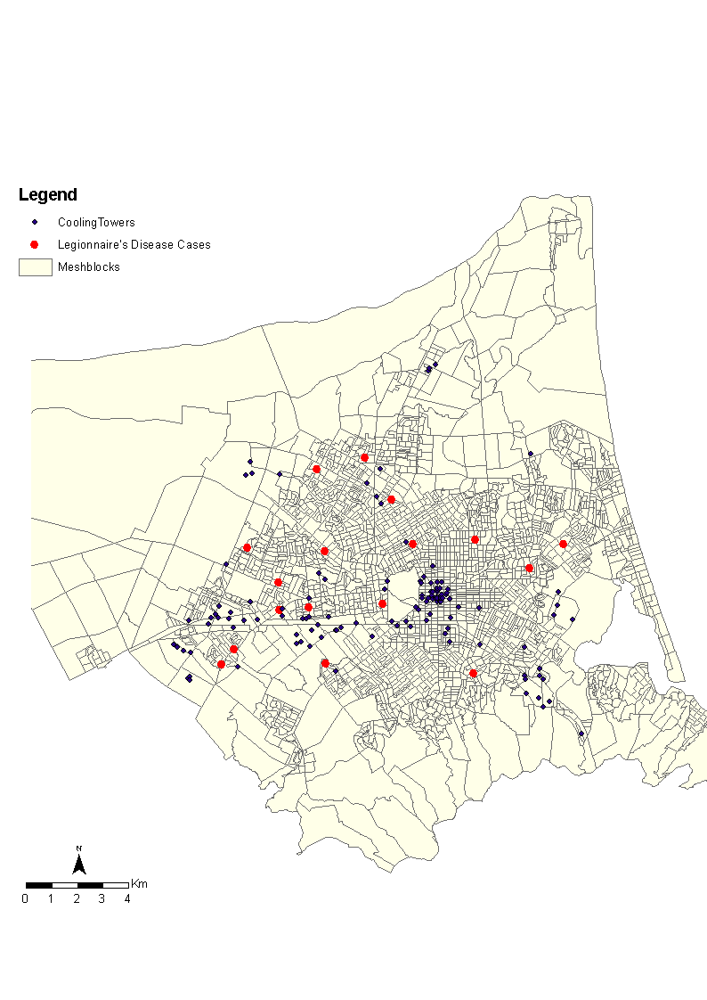 Legend
CoolingTowers
Legionnaire's Disease Cases
Meshblocks
N
Km
0 1 2 3 4